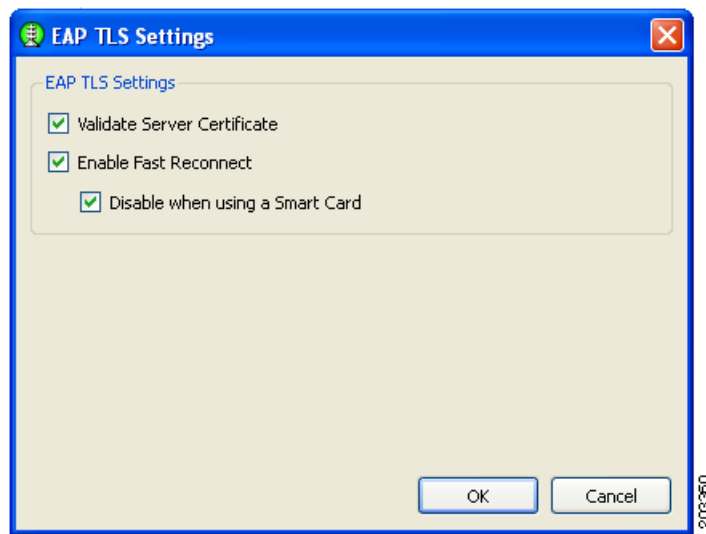 EAP TLS Settings
EAP TLS Settings
Validate Server Certificate
Enable Fast Reconnect
Disable when using a Smart Card
OK
Cancel
203350